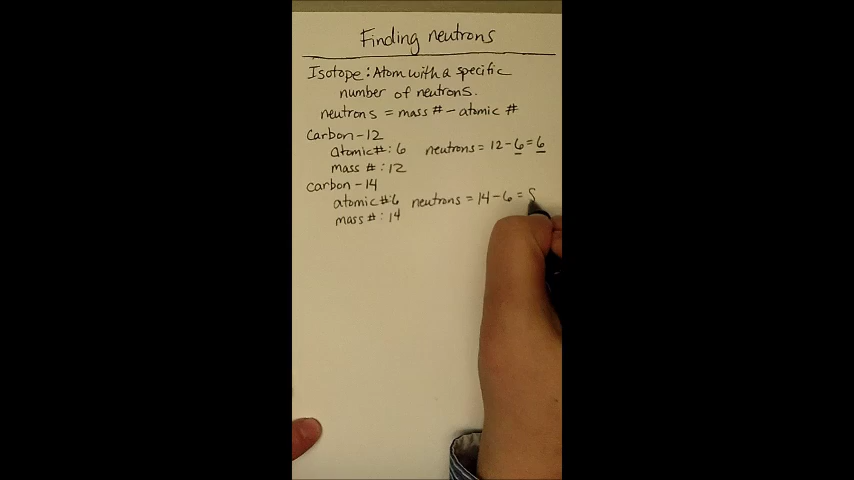 Finding neutrons
Isotope: Atom with a specific
number of neutrons.
neutrons = mass # - atomic #
Carbon-12
atomic #: 6 neutrons = 12 - 6 = 6
mass #: 12
carbon-14
atomic #: 6 neutrons = 14 - 6 =
mass #: 14